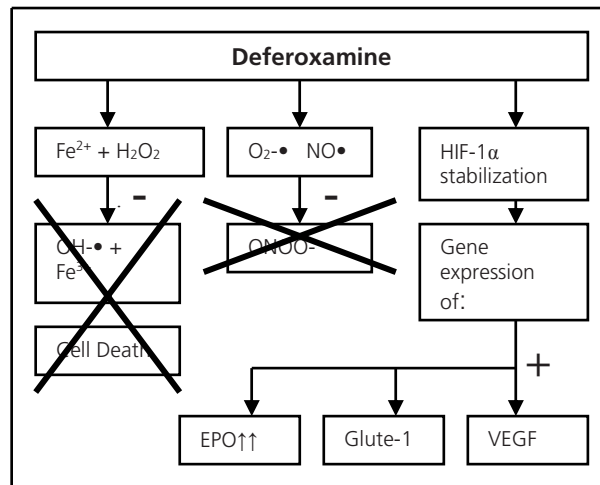 Deferoxamine
Fe²⁺ + H₂O₂
O₂-• NO•
HIF-1α
stabilization
-
-
OH-• +
Fe³
Cell Death
ONOO-
Gene
expression
of:
+
EPO↑↑
Glute-1
VEGF